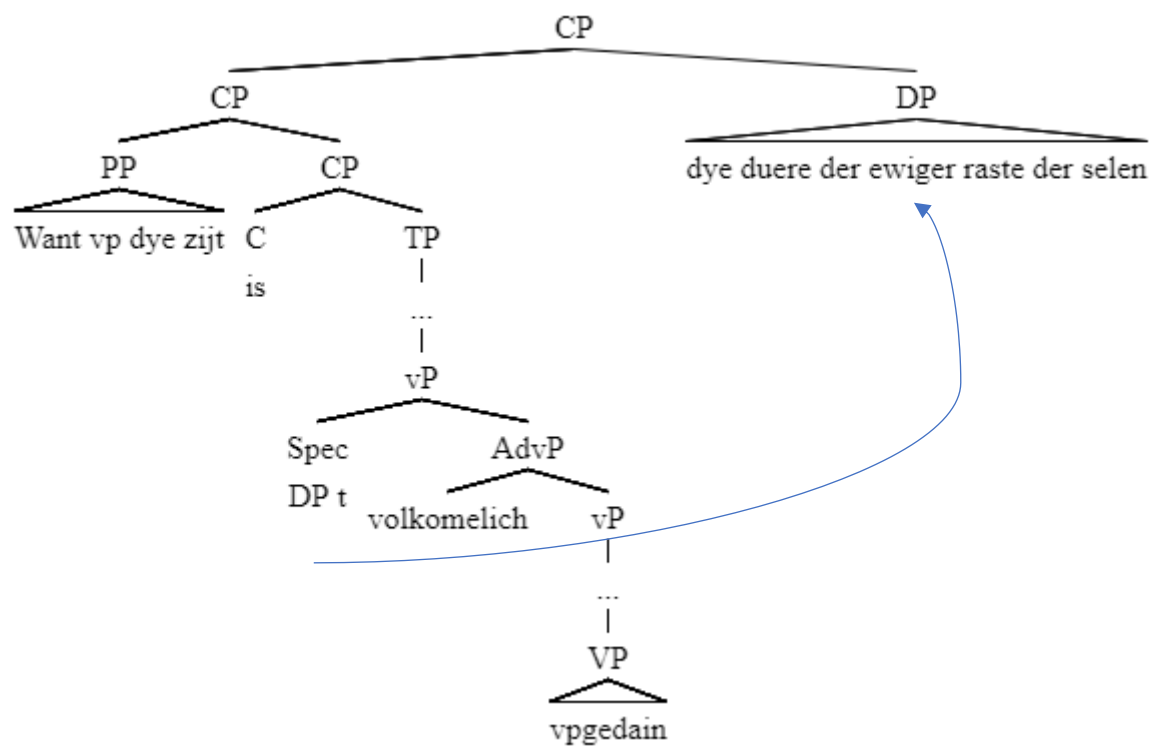 CP
CP DP
PP CP dye duere der ewiger raste der selen
Want vp dye zijt C TP
is
...
vP
Spec AdvP
DP t volkomelich vP
...
VP
vpgedain